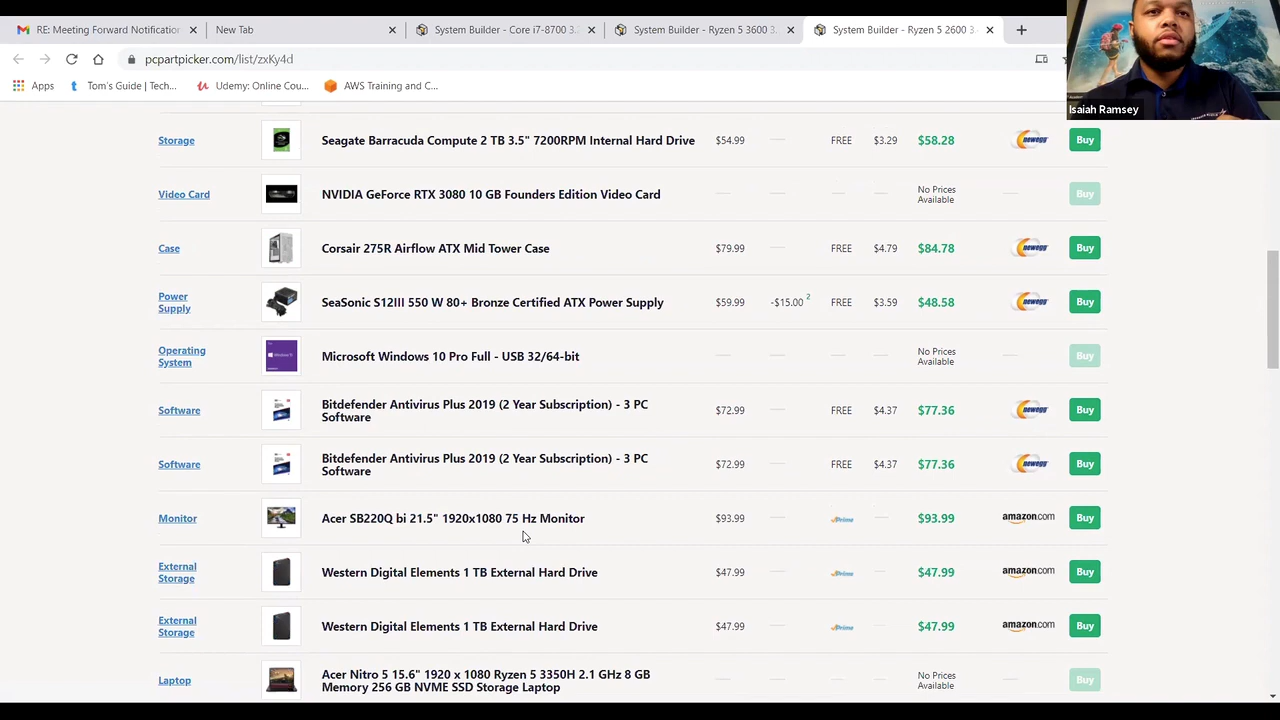 RE: Meeting Forward Notification
New Tab
System Builder - Core i7-8700 3.
System Builder - Ryzen 5 3600 3.
System Builder - Ryzen 5 2600 3.
pcpartpicker.com/list/zxKy4d
Apps
Tom's Guide | Tech...
Udemy: Online Cou...
AWS Training and C...
Isaiah Ramsey
Storage Seagate Baracuda Compute 2 TB 3.5" 7200RPM Internal Hard Drive $54.99 FREE $3.29 $58.28 newegg Buy
Video Card NVIDIA GeForce RTX 3080 10 GB Founders Edition Video Card No Prices Buy
Available
Case Corsair 275R Airflow ATX Mid Tower Case $79.99 FREE $4.79 $84.78 newegg Buy
Power SeaSonic S12III 550 W 80+ Bronze Certified ATX Power Supply $59.99 -$15.00 2 FREE $3.59 $48.58 newegg Buy
Supply
Operating Microsoft Windows 10 Pro Full - USB 32/64-bit No Prices Buy
System Available
Software Bitdefender Antivirus Plus 2019 (2 Year Subscription) - 3 PC $72.99 FREE $4.37 $77.36 newegg Buy
Software
Software Bitdefender Antivirus Plus 2019 (2 Year Subscription) - 3 PC $72.99 FREE $4.37 $77.36 newegg Buy
Software
Monitor Acer SB220Q bi 21.5" 1920x1080 75 Hz Monitor $93.99 Prime $93.99 amazon.com Buy
External Western Digital Elements 1 TB External Hard Drive $47.99 Prime $47.99 amazon.com Buy
Storage
External Western Digital Elements 1 TB External Hard Drive $47.99 Prime $47.99 amazon.com Buy
Storage
Laptop Acer Nitro 5 15.6" 1920 x 1080 Ryzen 5 3350H 2.1 GHz 8 GB No Prices Buy
Memory 256 GB NVME SSD Storage Laptop Available